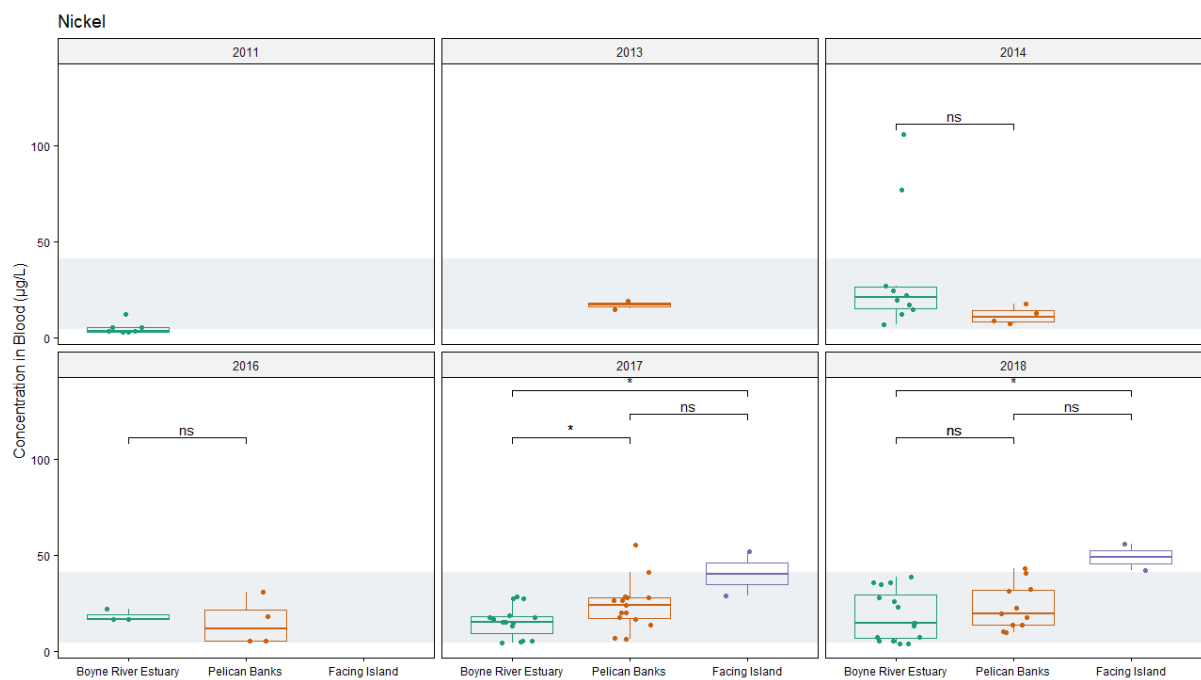 Nickel
2011 2013 2014
100
50
0
ns
2016 2017 2018
100
50
0
ns
*
ns
*
*
ns
ns
Concentration in Blood (µg/L)
Boyne River Estuary Pelican Banks Facing Island Boyne River Estuary Pelican Banks Facing Island Boyne River Estuary Pelican Banks Facing Island